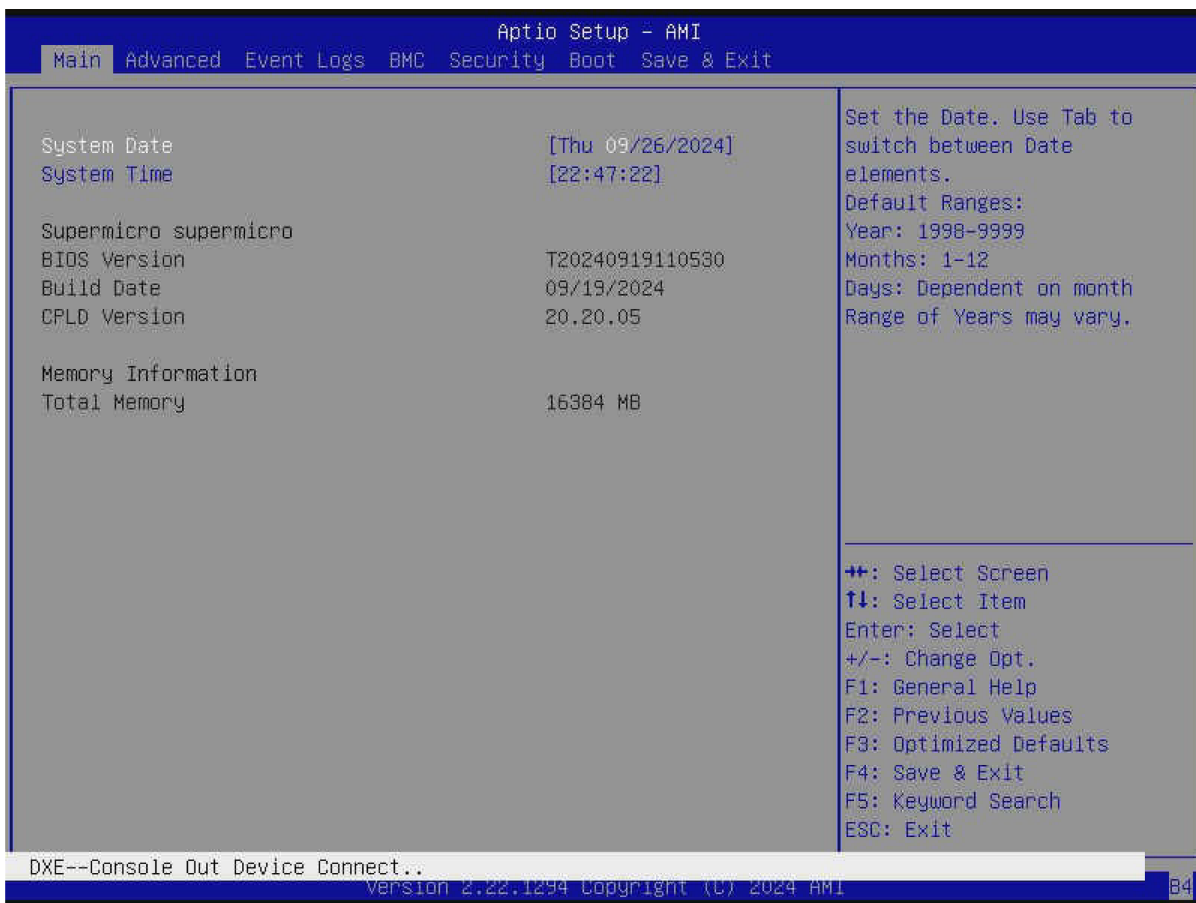 Aptio Setup - AMI
Main Advanced Event Logs BMC Security Boot Save & Exit
System Date [Thu 09/26/2024]
System Time [22:47:22]
Supermicro supermicro
BIOS Version T20240919110530
Build Date 09/19/2024
CPLD Version 20.20.05
Memory Information
Total Memory 16384 MB
Set the Date. Use Tab to
switch between Date
elements.
Default Ranges:
Year: 1998-9999
Months: 1-12
Days: Dependent on month
Range of Years may vary.
→←: Select Screen
↑↓: Select Item
Enter: Select
+/-: Change Opt.
F1: General Help
F2: Previous Values
F3: Optimized Defaults
F4: Save & Exit
F5: Keyword Search
ESC: Exit
DXE--Console Out Device Connect..
Version 2.22.1294 Copyright (C) 2024 AMI
B4